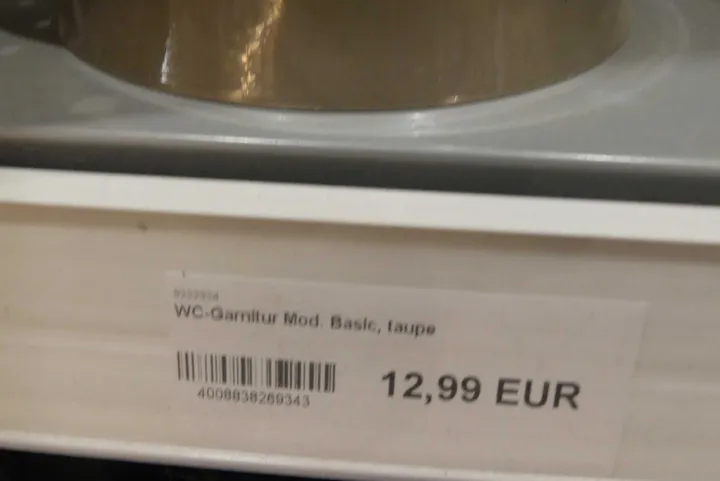 WC-Garnitur Mod. Basic, taupe
4008838269343
12,99 EUR